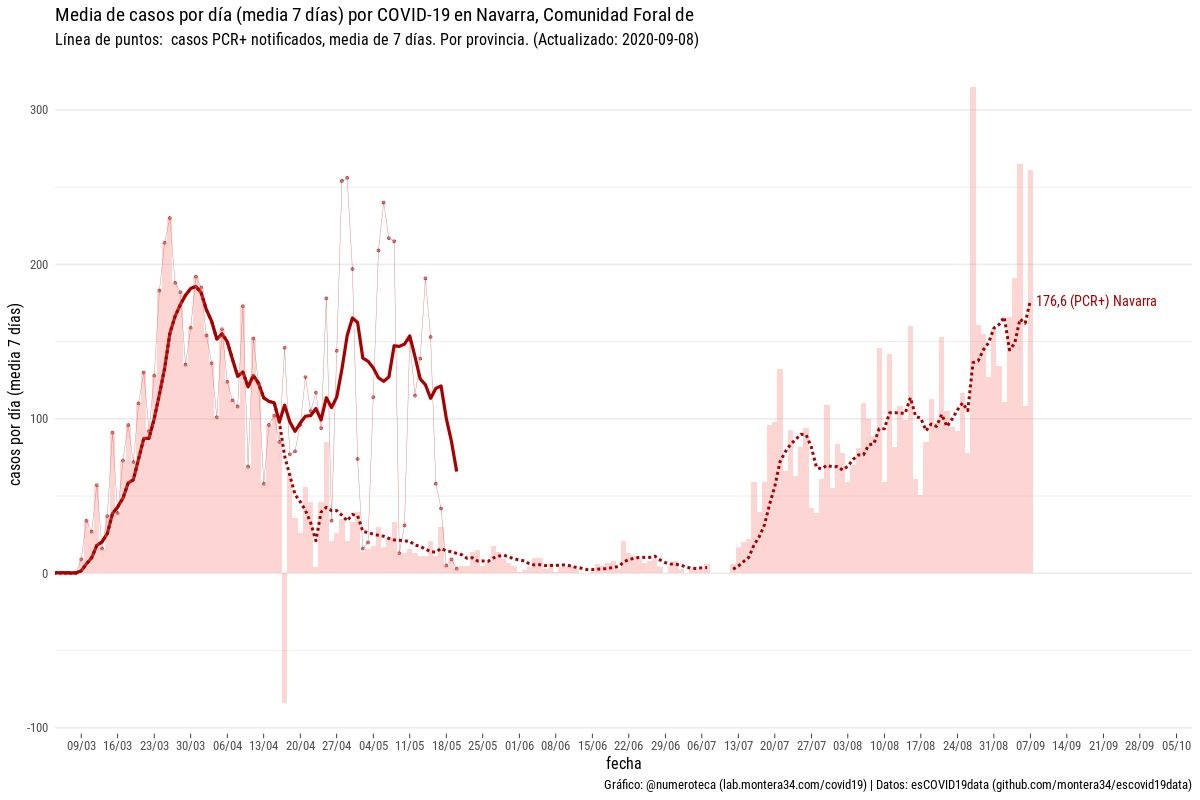 Media de casos por día (media 7 días) por COVID-19 en Navarra, Comunidad Foral de
Línea de puntos:  casos PCR+ notificados, media de 7 días. Por provincia. (Actualizado: 2020-09-08)
casos por día (media 7 días)
300
200
100
0
-100
176,6 (PCR+) Navarra
09/03 16/03 23/03 30/03 06/04 13/04 20/04 27/04 04/05 11/05 18/05 25/05 01/06 08/06 15/06 22/06 29/06 06/07 13/07 20/07 27/07 03/08 10/08 17/08 24/08 31/08 07/09 14/09 21/09 28/09 05/10
fecha
Gráfico: @numeroteca (lab.montera34.com/covid19) | Datos: esCOVID19data (github.com/montera34/escovid19data)